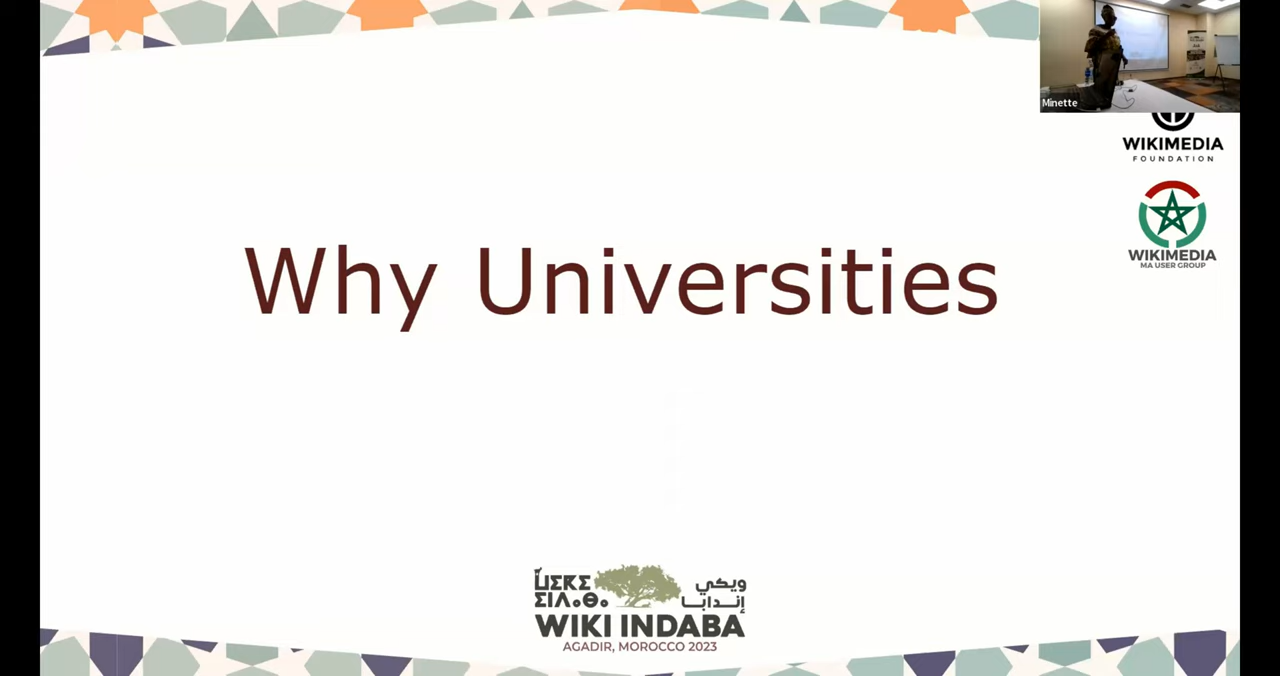 Minette
WIKIMEDIA
FOUNDATION
WIKIMEDIA
MA USER GROUP
Why Universities
ⵡⵉⴽⵉ
ويكي
ⵉⵏⴷⴰⴱⴰ
إندابا
WIKI INDABA
AGADIR, MOROCCO 2023